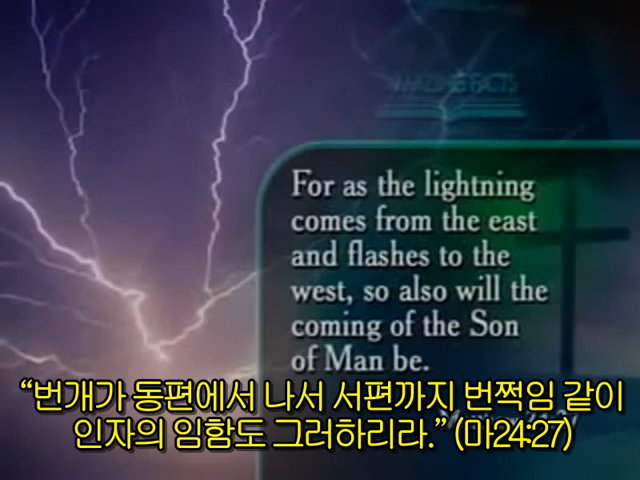 AMAZING FACTS
For as the lightning
comes from the east
and flashes to the
west, so also will the
coming of the Son
of Man be.
“번개가 동편에서 나서 서편까지 번쩍임 같이
인자의 임함도 그러하리라.” (마24:27)